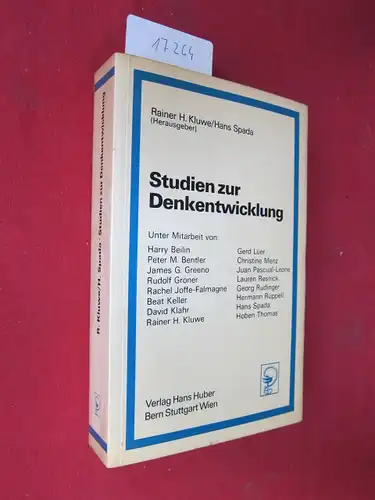 17264
R. Kluwe/H. Spada · Studien zur Denkentwicklung
Rainer H. Kluwe/Hans Spada
(Herausgeber)
Studien zur
Denkentwicklung
Unter Mitarbeit von:
Harry Beilin
Peter M. Bentler
James G. Greeno
Rudolf Groner
Rachel Joffe-Falmagne
Beat Keller
David Klahr
Rainer H. Kluwe
Gerd Lüer
Christine Menz
Juan Pascual-Leone
Lauren Resnick
Georg Rudinger
Hermann Rüppell
Hans Spada
Hoben Thomas
Verlag Hans Huber
Bern Stuttgart Wien